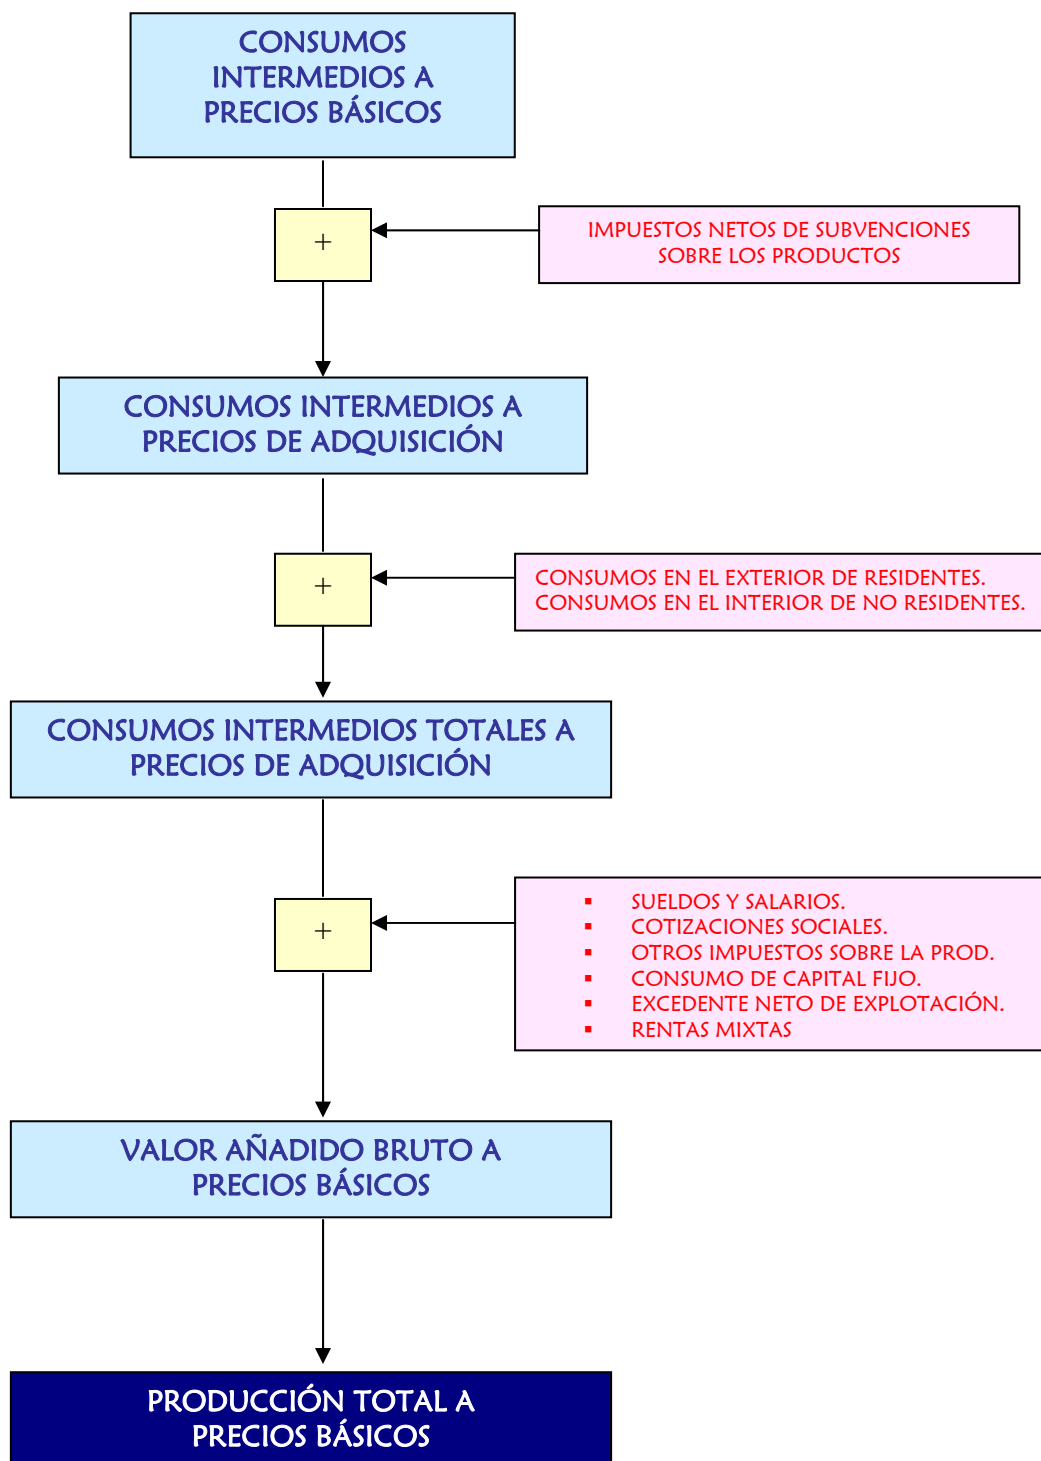 CONSUMOS
INTERMEDIOS A
PRECIOS BÁSICOS
+
IMPUESTOS NETOS DE SUBVENCIONES
SOBRE LOS PRODUCTOS
CONSUMOS INTERMEDIOS A
PRECIOS DE ADQUISICIÓN
+
CONSUMOS EN EL EXTERIOR DE RESIDENTES.
CONSUMOS EN EL INTERIOR DE NO RESIDENTES.
CONSUMOS INTERMEDIOS TOTALES A
PRECIOS DE ADQUISICIÓN
+
▪ SUELDOS Y SALARIOS.
▪ COTIZACIONES SOCIALES.
▪ OTROS IMPUESTOS SOBRE LA PROD.
▪ CONSUMO DE CAPITAL FIJO.
▪ EXCEDENTE NETO DE EXPLOTACIÓN.
▪ RENTAS MIXTAS
VALOR AÑADIDO BRUTO A
PRECIOS BÁSICOS
PRODUCCIÓN TOTAL A
PRECIOS BÁSICOS